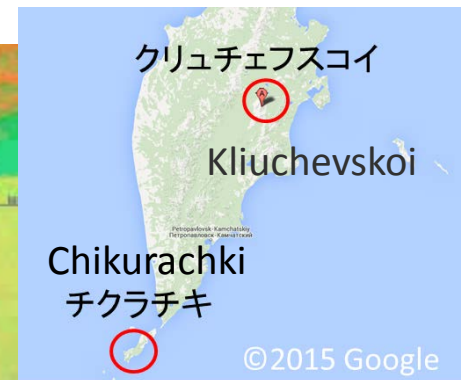 クリュチェフスコイ
A
Kliuchevskoi
Petropavlovsk-Kamchatskiy
Петропавловск-Камчатский
Chikurachki
チクラチキ
©2015 Google